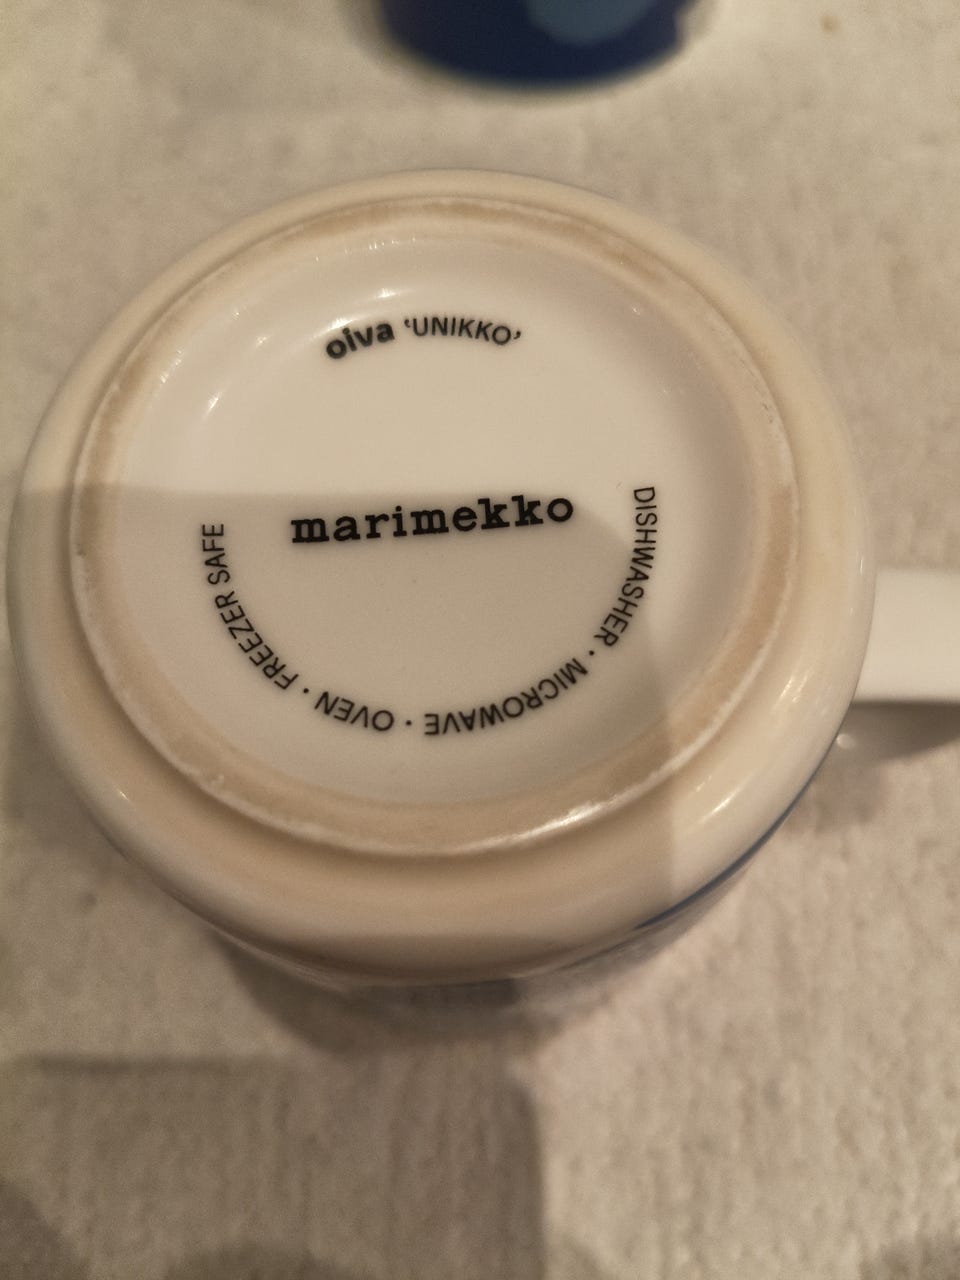 oiva ‘UNIKKO’
marimekko
DISHWASHER · MICROWAVE · OVEN · FREEZER SAFE